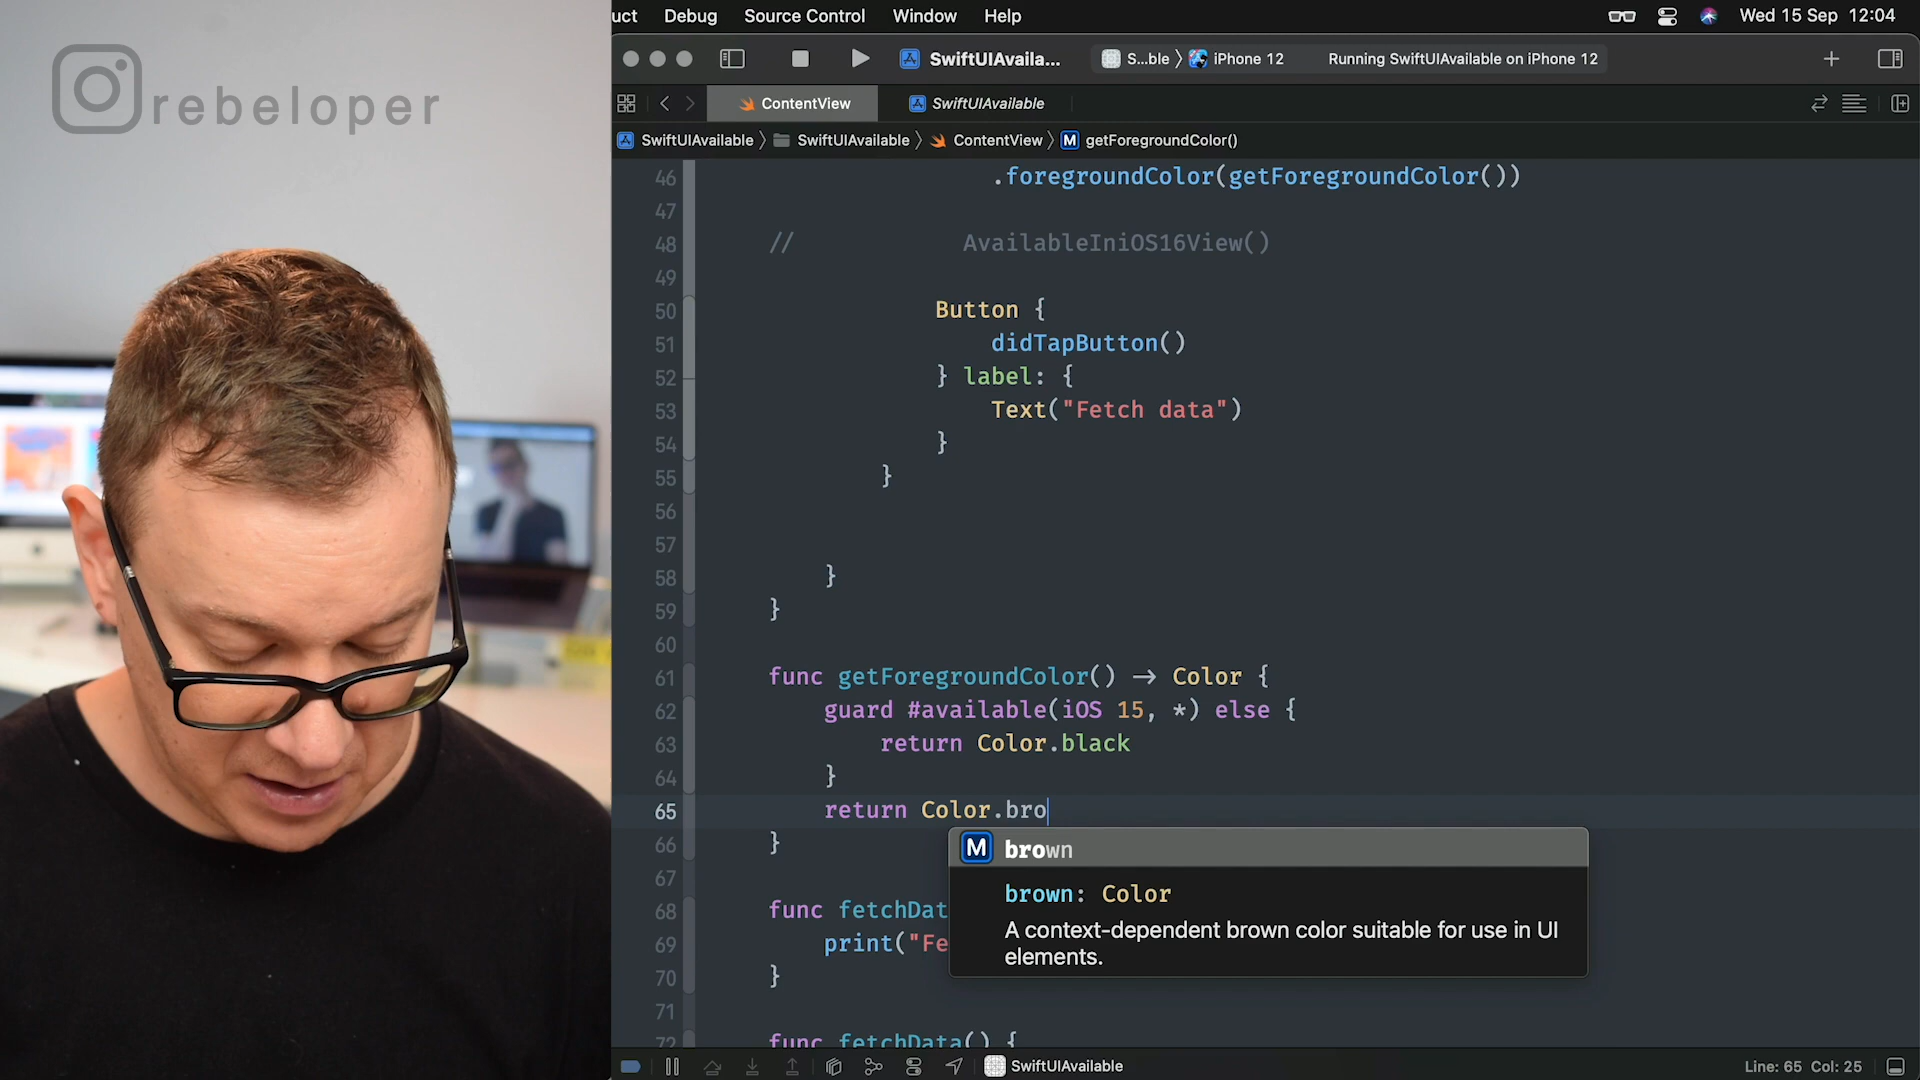 rebeloper
uct Debug Source Control Window Help Wed 15 Sep 12:04
SwiftUIAvaila... S...ble iPhone 12 Running SwiftUIAvailable on iPhone 12
ContentView SwiftUIAvailable
SwiftUIAvailable SwiftUIAvailable ContentView M getForegroundColor()
46 .foregroundColor(getForegroundColor())
47
48 // AvailableIniOS16View()
49
50 Button {
51 didTapButton()
52 } label: {
53 Text("Fetch data")
54 }
55 }
56
57
58 }
59 }
60
61 func getForegroundColor() -> Color {
62 guard #available(iOS 15, *) else {
63 return Color.black
64 }
65 return Color.bro
66 }
M brown
67
brown: Color
68 func fetchDat
A context-dependent brown color suitable for use in UI
69 print("Fe
elements.
70 }
71
72 func fetchData() {
SwiftUIAvailable Line: 65 Col: 25